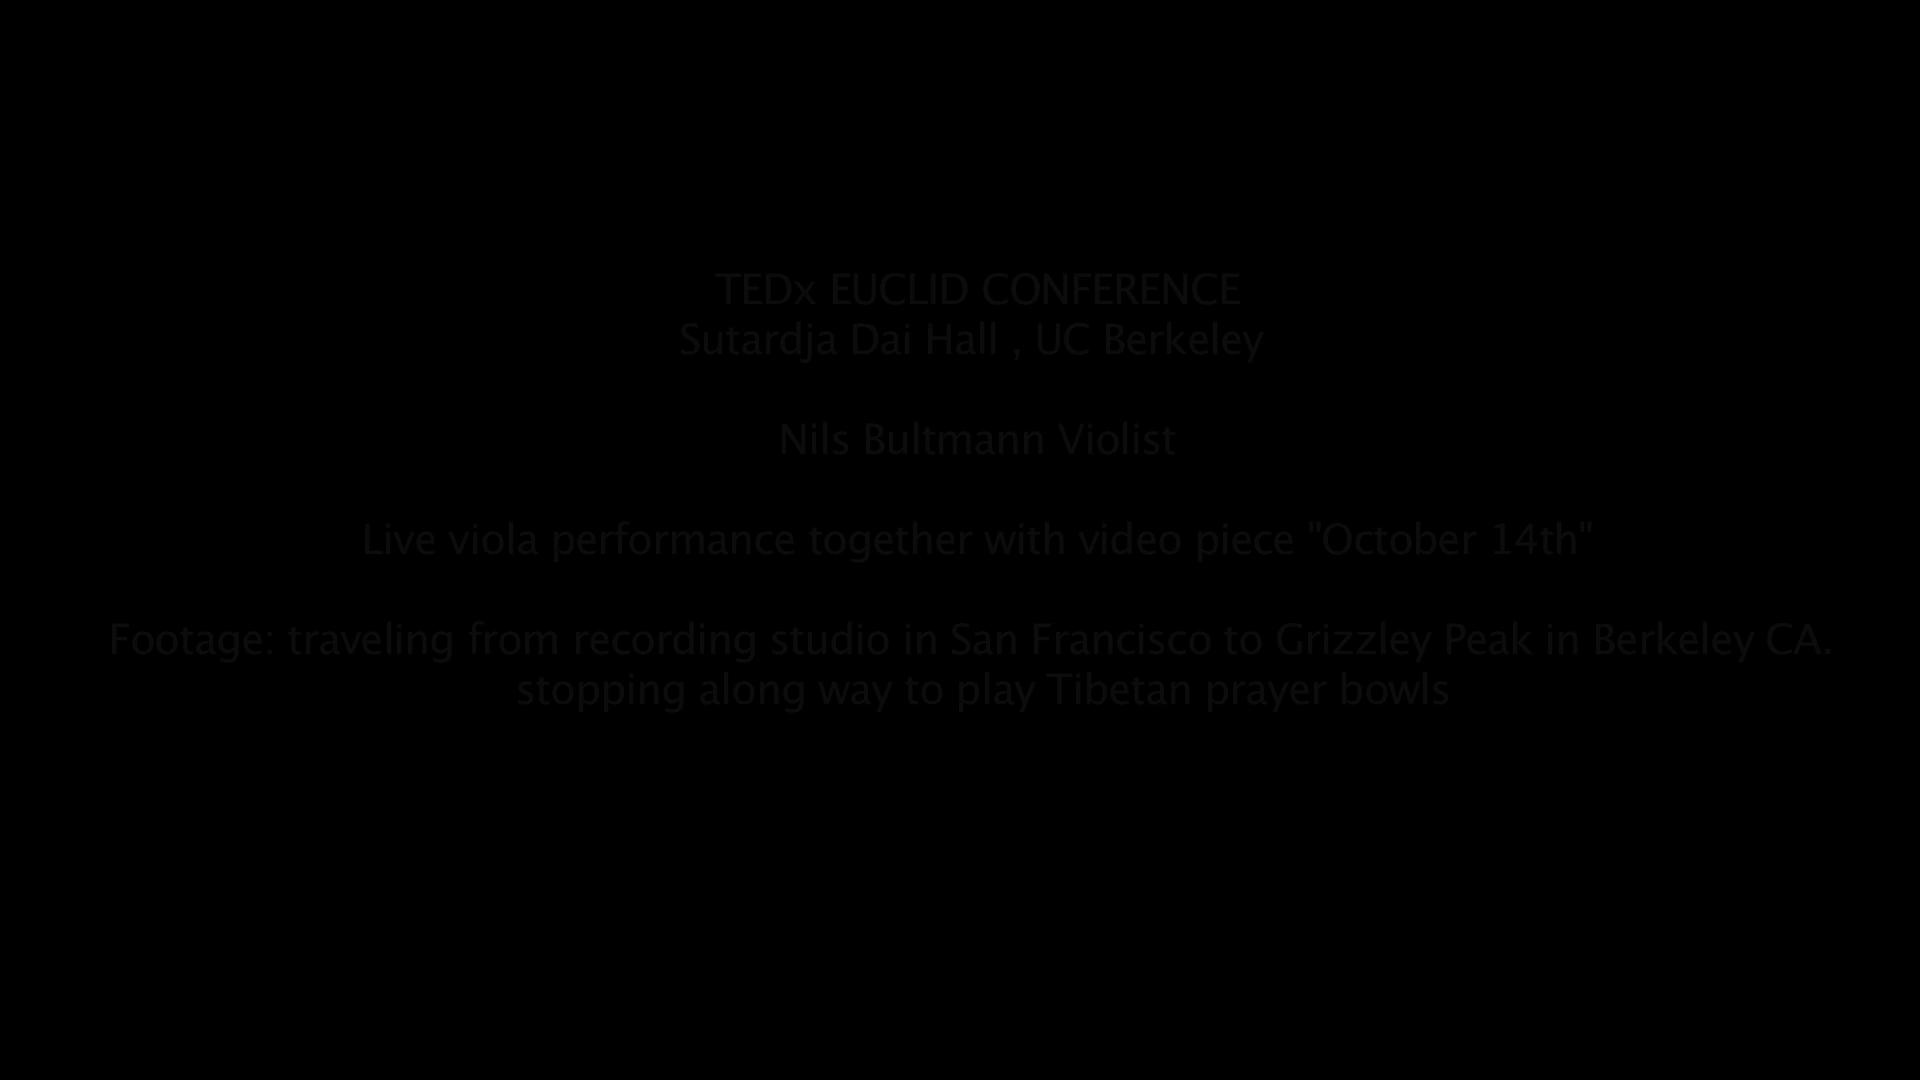 TEDx EUCLID CONFERENCE
Sutardja Dai Hall , UC Berkeley
Nils Bultmann Violist
Live viola performance together with video piece "October 14th"
Footage: traveling from recording studio in San Francisco to Grizzley Peak in Berkeley CA.
stopping along way to play Tibetan prayer bowls